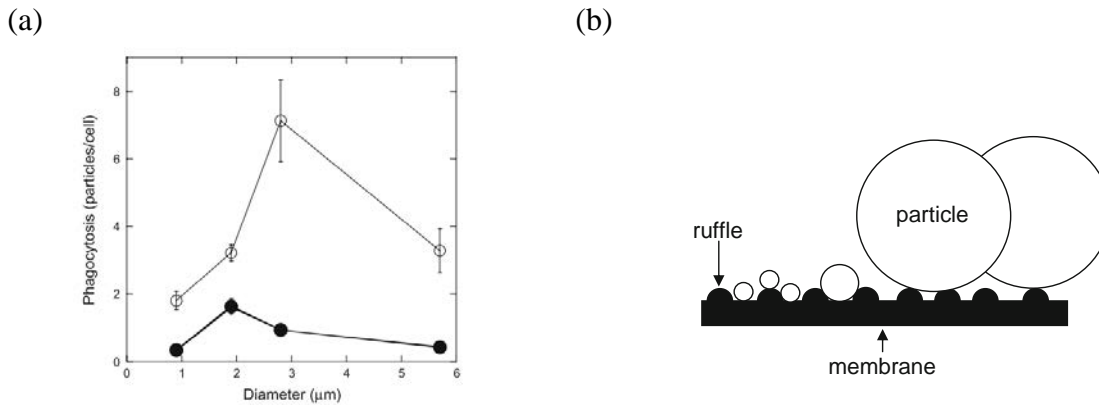 (a)
(b)
8
6
4
2
0
Phagocytosis (particles/cell)
0 1 2 3 4 5 6
Diameter (μm)
ruffle
particle
membrane